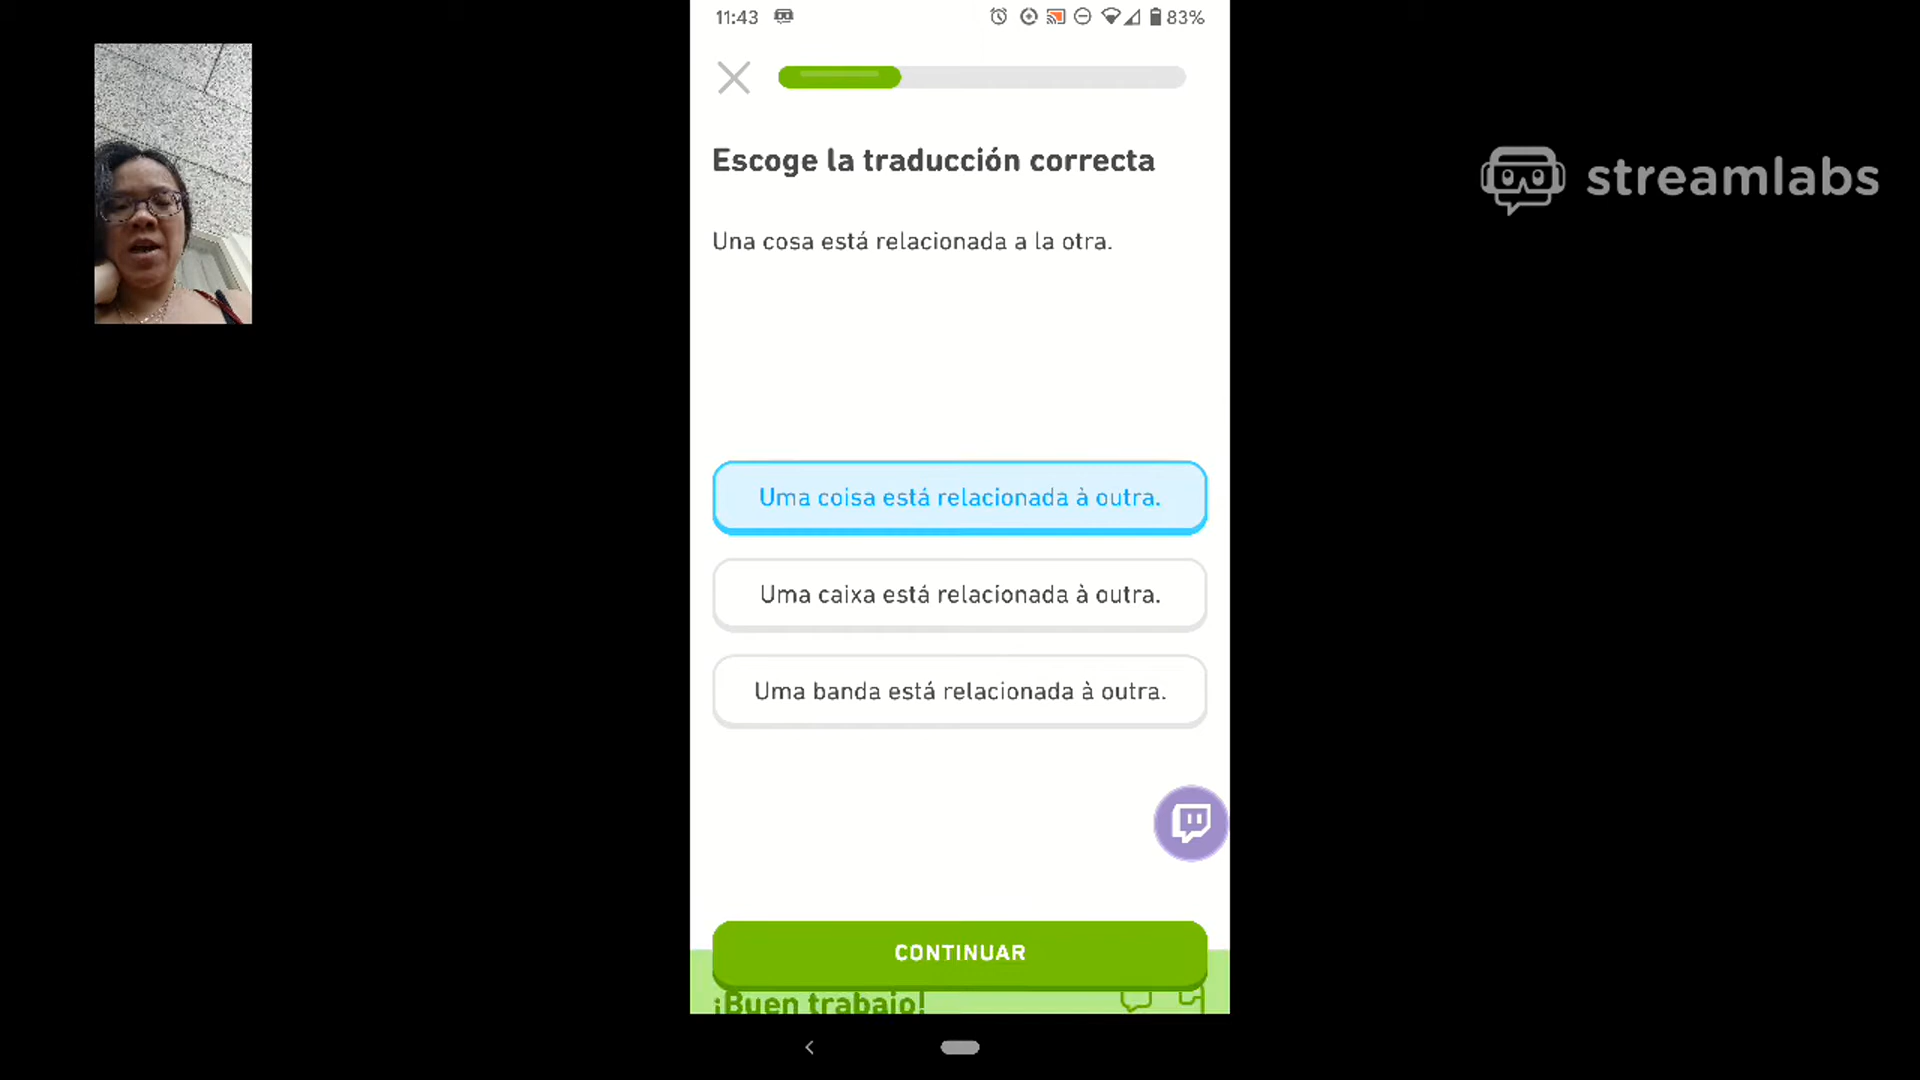 11:43
83%
Escoge la traducción correcta
Una cosa está relacionada a la otra.
Uma coisa está relacionada à outra.
Uma caixa está relacionada à outra.
Uma banda está relacionada à outra.
CONTINUAR
¡Buen trabajo!
streamlabs